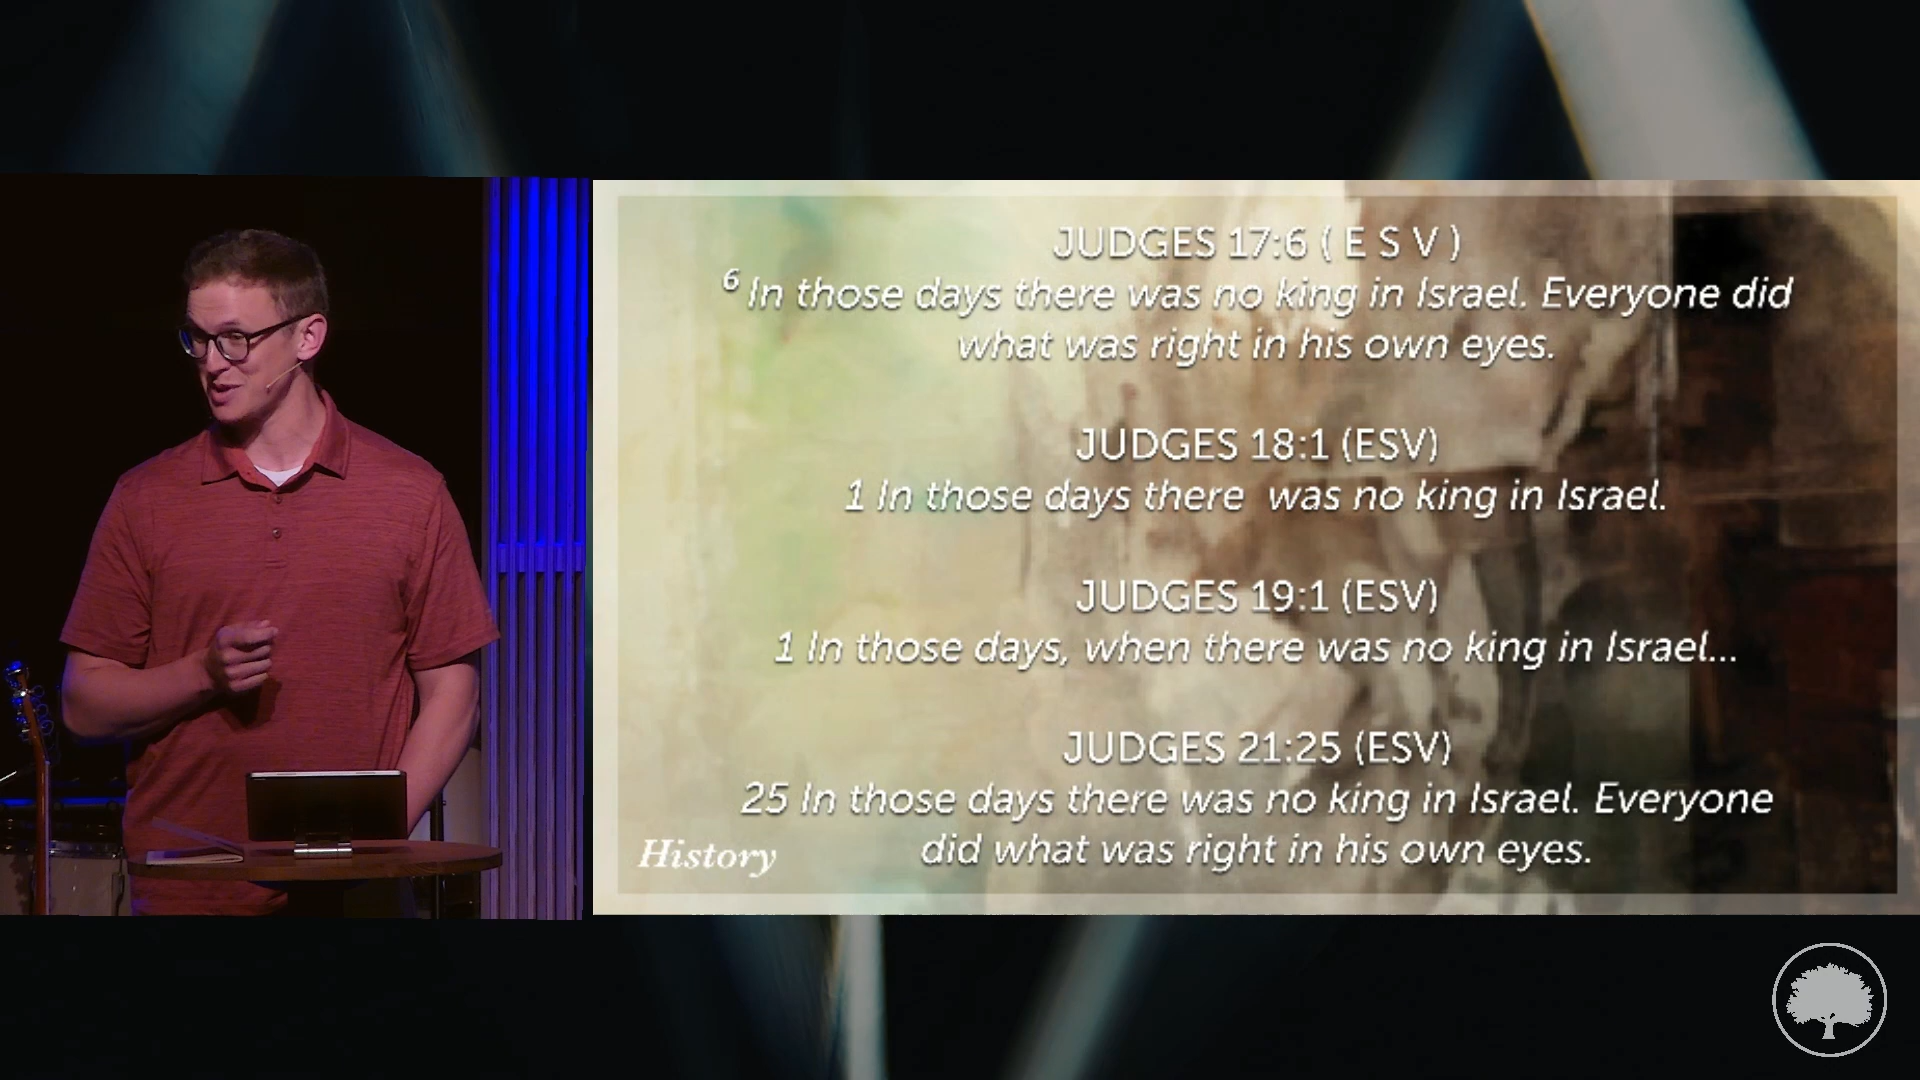 JUDGES 17:6 ( E S V )
6 In those days there was no king in Israel. Everyone did
what was right in his own eyes.
JUDGES 18:1 (ESV)
1 In those days there was no king in Israel.
JUDGES 19:1 (ESV)
1 In those days, when there was no king in Israel...
JUDGES 21:25 (ESV)
25 In those days there was no king in Israel. Everyone
did what was right in his own eyes.
History